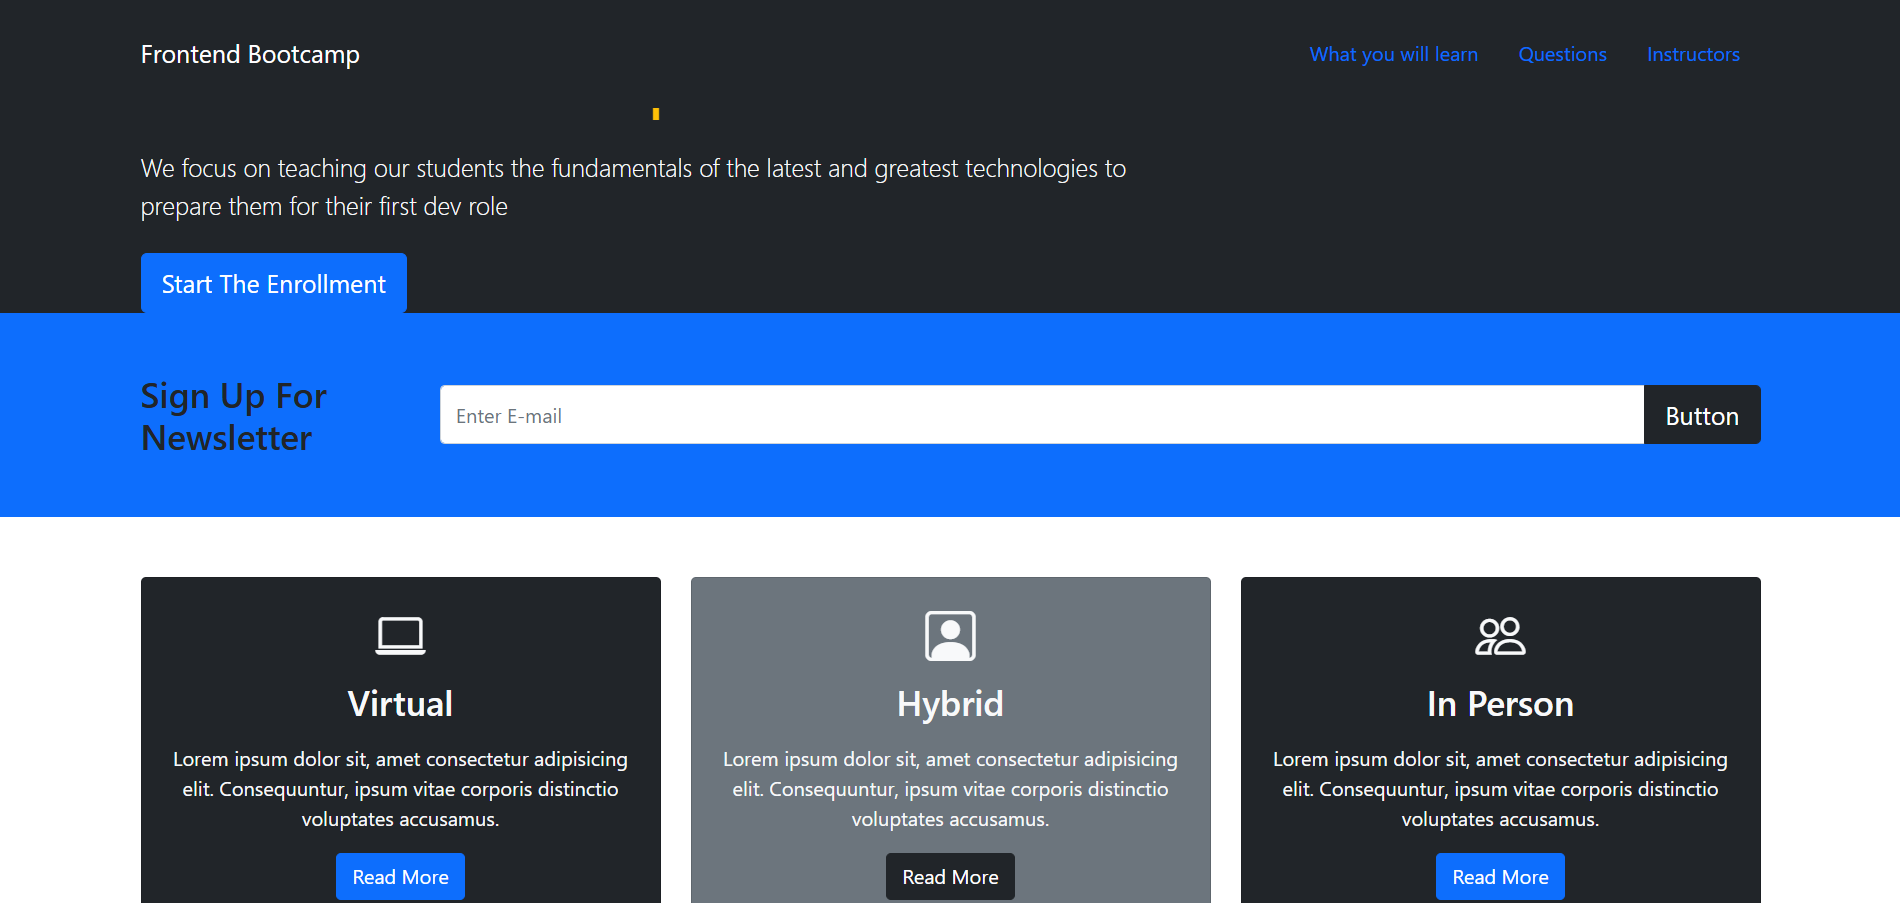 Frontend Bootcamp
What you will learn
Questions
Instructors
We focus on teaching our students the fundamentals of the latest and greatest technologies to
prepare them for their first dev role
Start The Enrollment
Sign Up For
Newsletter
Enter E-mail
Button
Virtual
Lorem ipsum dolor sit, amet consectetur adipisicing
elit. Consequuntur, ipsum vitae corporis distinctio
voluptates accusamus.
Read More
Hybrid
Lorem ipsum dolor sit, amet consectetur adipisicing
elit. Consequuntur, ipsum vitae corporis distinctio
voluptates accusamus.
Read More
In Person
Lorem ipsum dolor sit, amet consectetur adipisicing
elit. Consequuntur, ipsum vitae corporis distinctio
voluptates accusamus.
Read More